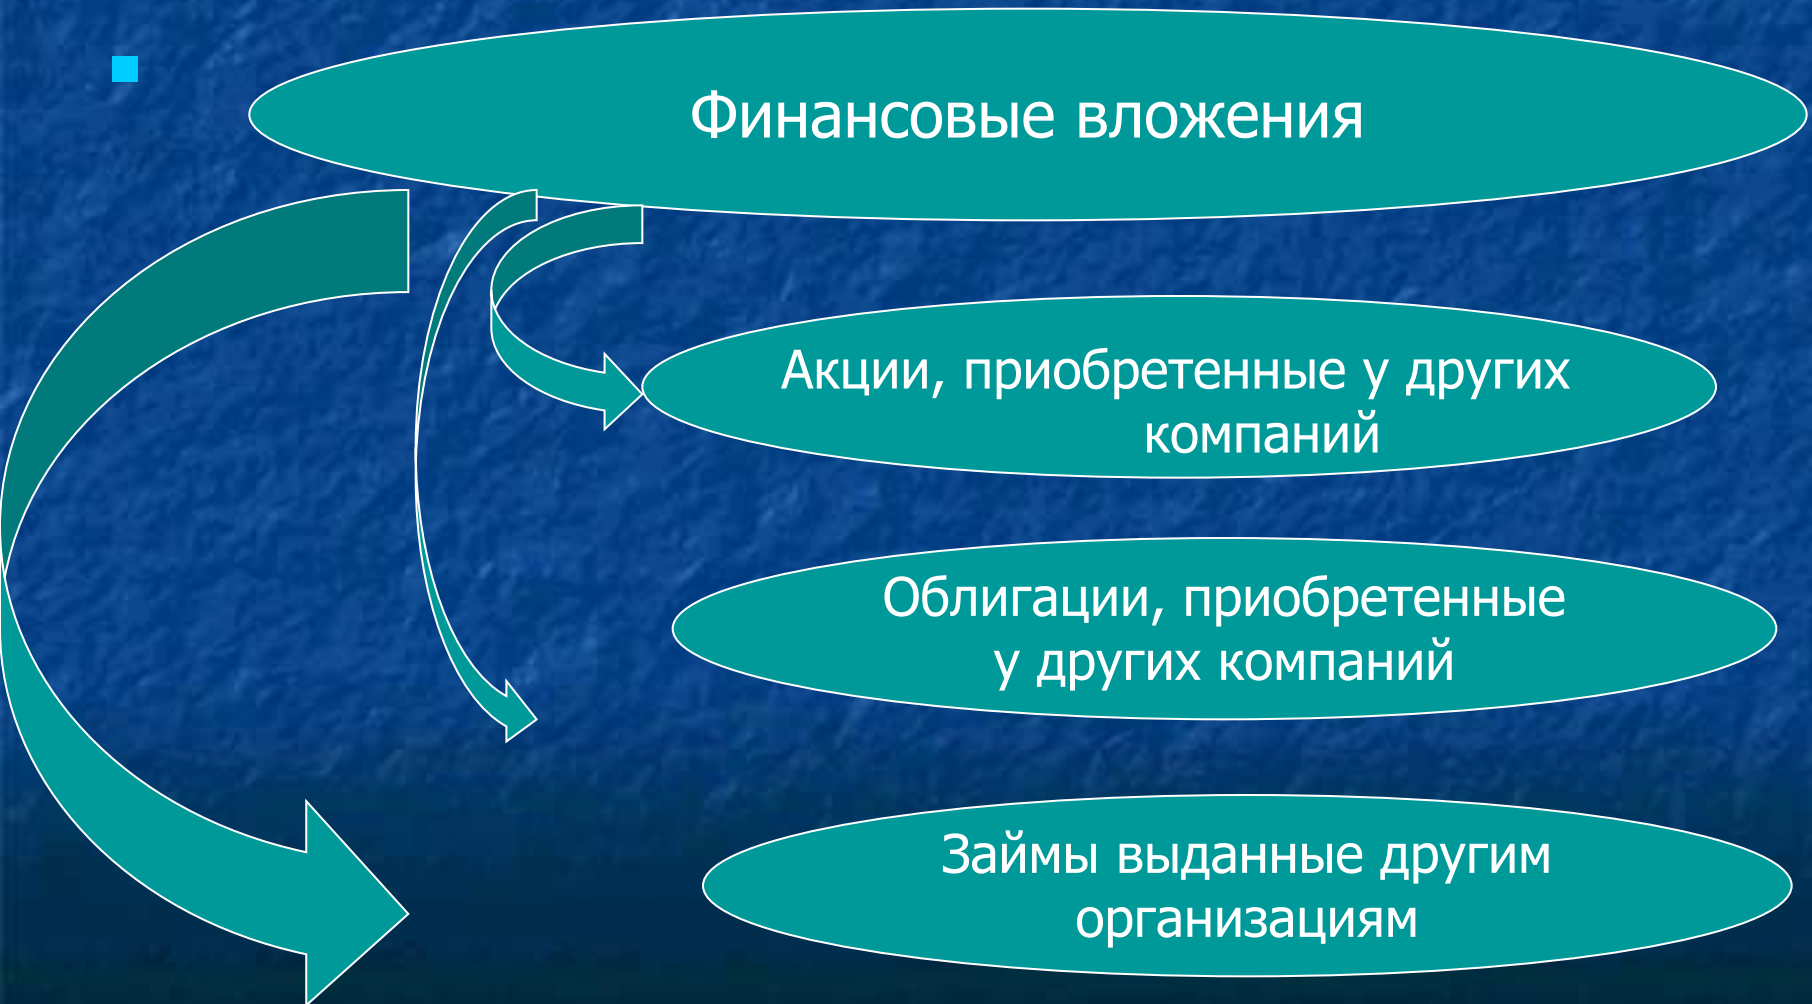 Финансовые вложения
Акции, приобретенные у других
компаний
Облигации, приобретенные
у других компаний
Займы выданные другим
организациям